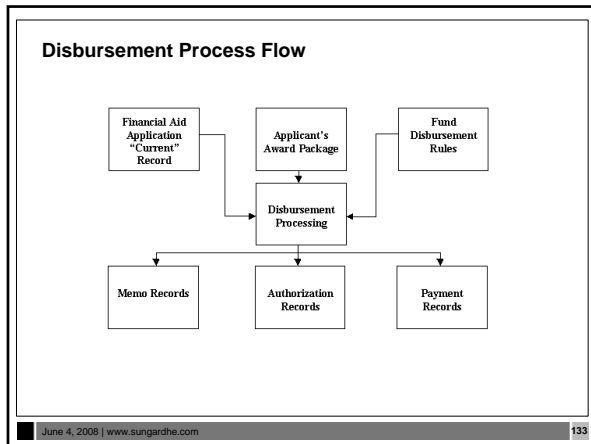 Disbursement Process Flow
Financial Aid
Application
“Current”
Record
Applicant’s
Award Package
Fund
Disbursement
Rules
Disbursement
Processing
Memo Records
Authorization
Records
Payment
Records
June 4, 2008 | www.sungardhe.com
133